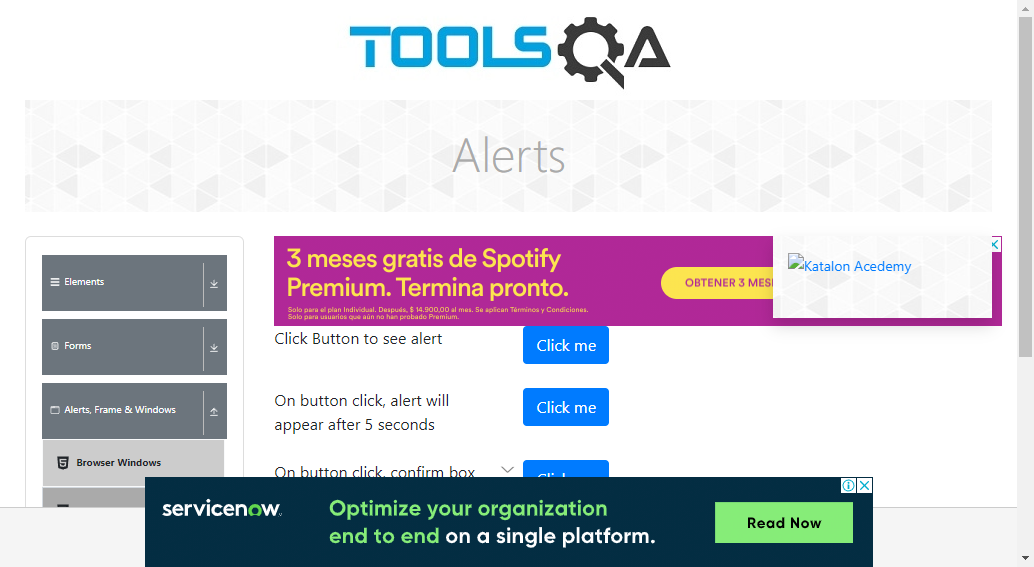 TOOLSQA
Alerts
Elements
Forms
Alerts, Frame & Windows
Browser Windows
3 meses gratis de Spotify
Premium. Termina pronto.
Solo para el plan Individual. Después, $ 14.900,00 al mes. Se aplican Términos y Condiciones.
Solo para usuarios que aún no han probado Premium.
OBTENER 3 MES
Katalon Acedemy
Click Button to see alert
Click me
On button click, alert will
appear after 5 seconds
Click me
On button click, confirm box
Click me
servicenow
Optimize your organization
end to end on a single platform.
Read Now